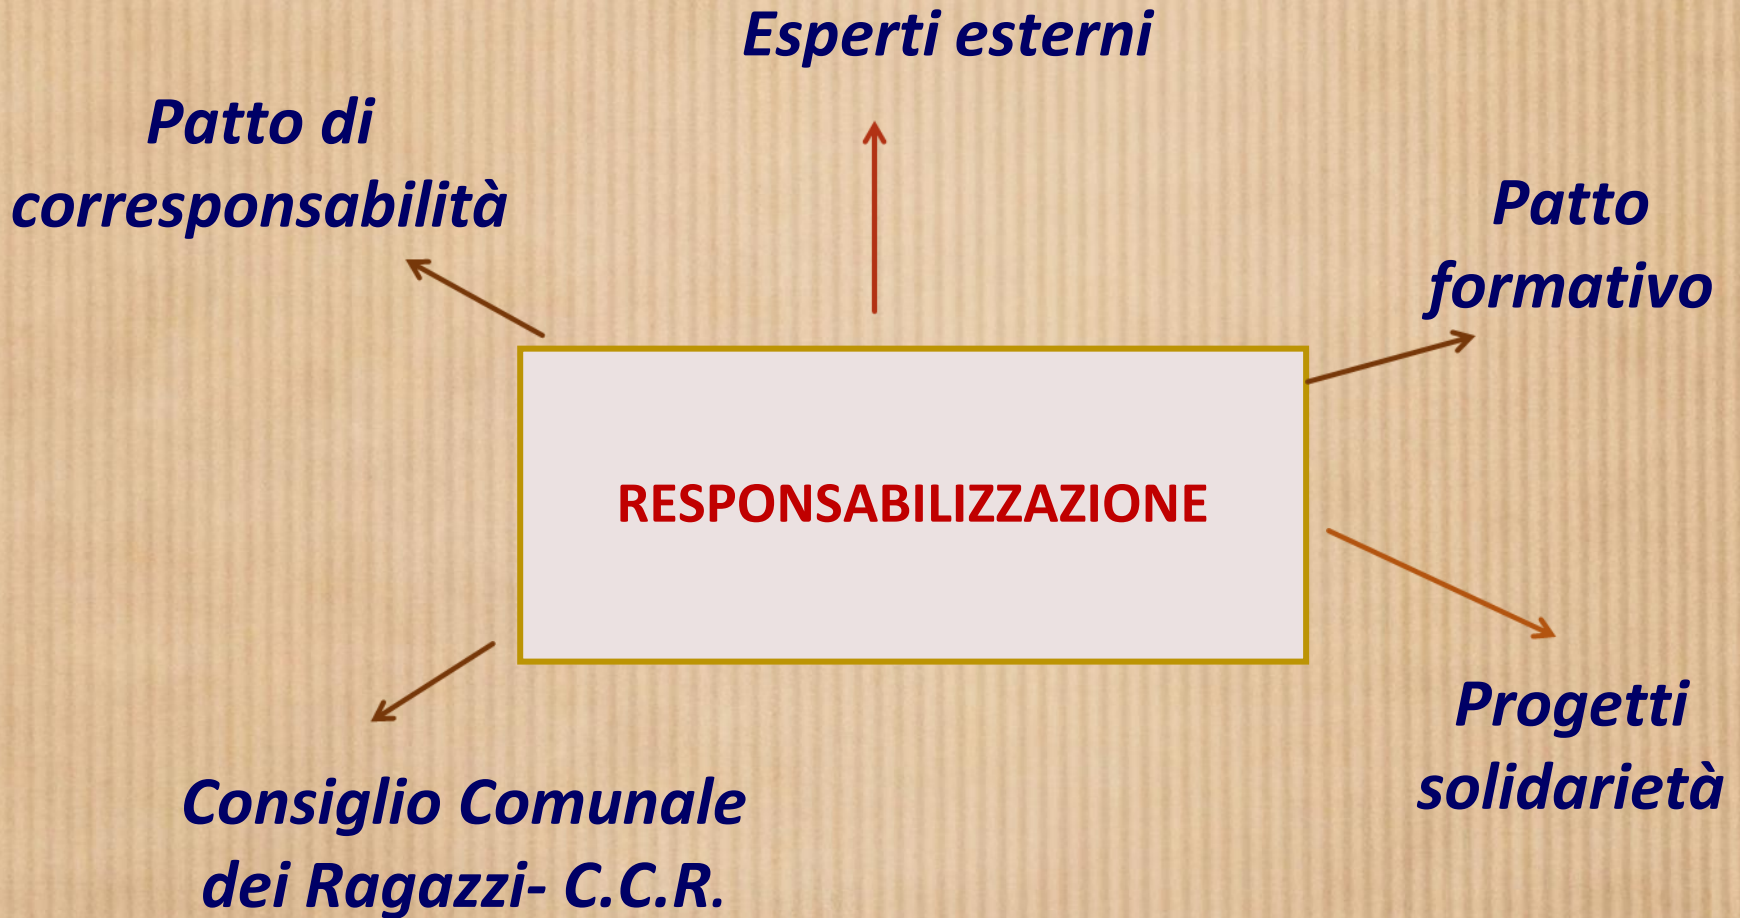 Esperti esterni
Patto di
corresponsabilità
Patto
formativo
RESPONSABILIZZAZIONE
Progetti
solidarietà
Consiglio Comunale
dei Ragazzi- C.C.R.